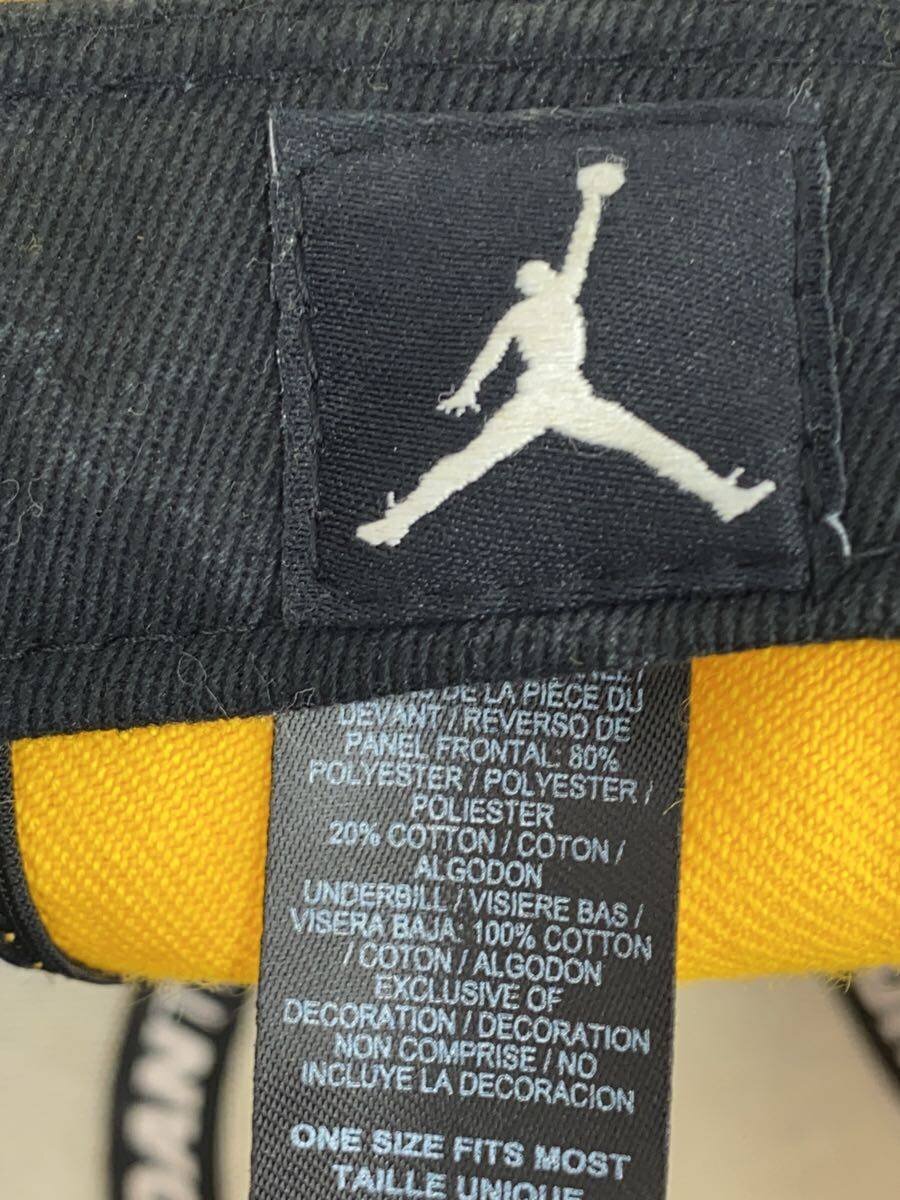 DE LA PIÈCE DU
DEVANT / REVERSO DE
PANEL FRONTAL: 80%
POLYESTER / POLYESTER /
POLIESTER
20% COTTON / COTON /
ALGODON
UNDERBILL / VISIERE BAS /
VISERA BAJA: 100% COTTON
/ COTON / ALGODON
EXCLUSIVE OF
DECORATION / DECORATION
NON COMPRISE / NO
INCLUYE LA DECORACION
ONE SIZE FITS MOST
TAILLE UNIQUE